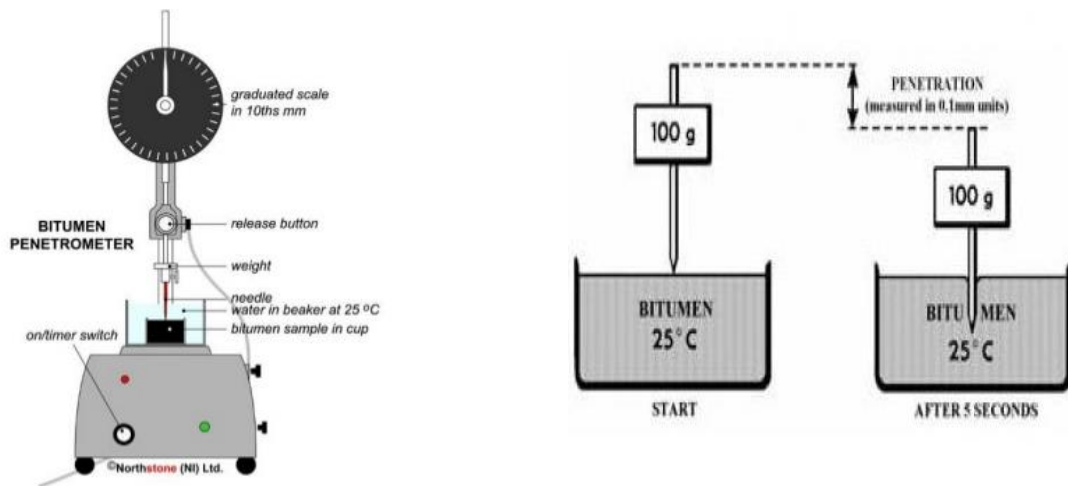 graduated scale
in 10ths mm
BITUMEN
PENETROMETER
release button
weight
needle
water in beaker at 25 ºC
bitumen sample in cup
on/timer switch
©Northstone (NI) Ltd.
PENETRATION
(measured in 0.1mm units)
100 g
100 g
BITUMEN
25°C
START
BITUMEN
25°C
AFTER 5 SECONDS